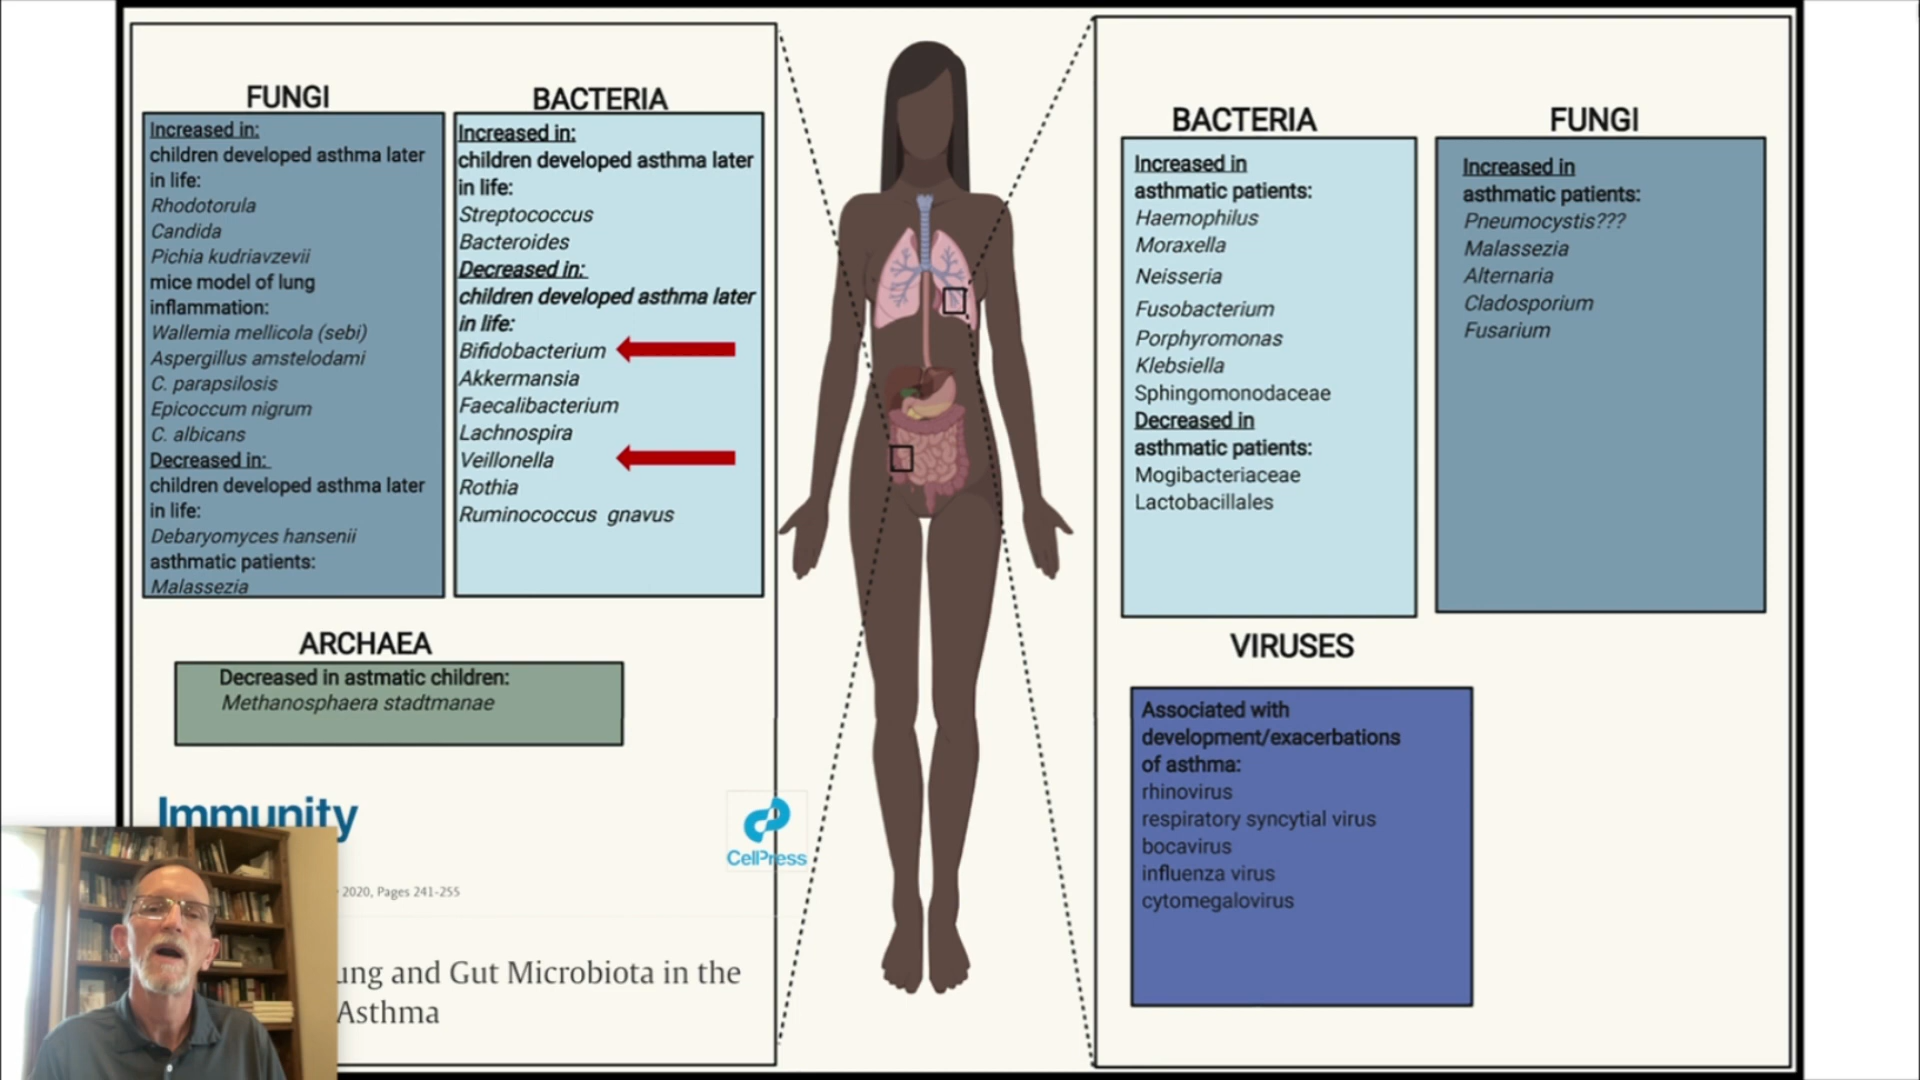 FUNGI
Increased in:
children developed asthma later
in life:
Rhodotorula
Candida
Pichia kudriavzevii
mice model of lung
inflammation:
Wallemia mellicola (sebi)
Aspergillus amstelodami
C. parapsilosis
Epicoccum nigrum
C. albicans
Decreased in:
children developed asthma later
in life:
Debaryomyces hansenii
asthmatic patients:
Malassezia
BACTERIA
Increased in:
children developed asthma later
in life:
Streptococcus
Bacteroides
Decreased in:
children developed asthma later
in life:
Bifidobacterium
Akkermansia
Faecalibacterium
Lachnospira
Veillonella
Rothia
Ruminococcus gnavus
ARCHAEA
Decreased in astmatic children:
Methanosphaera stadtmanae
Immunity
CellPress
2020, Pages 241-255
ung and Gut Microbiota in the
Asthma
BACTERIA
Increased in
asthmatic patients:
Haemophilus
Moraxella
Neisseria
Fusobacterium
Porphyromonas
Klebsiella
Sphingomonodaceae
Decreased in
asthmatic patients:
Mogibacteriaceae
Lactobacillales
FUNGI
Increased in
asthmatic patients:
Pneumocystis???
Malassezia
Alternaria
Cladosporium
Fusarium
VIRUSES
Associated with
development/exacerbations
of asthma:
rhinovirus
respiratory syncytial virus
bocavirus
influenza virus
cytomegalovirus